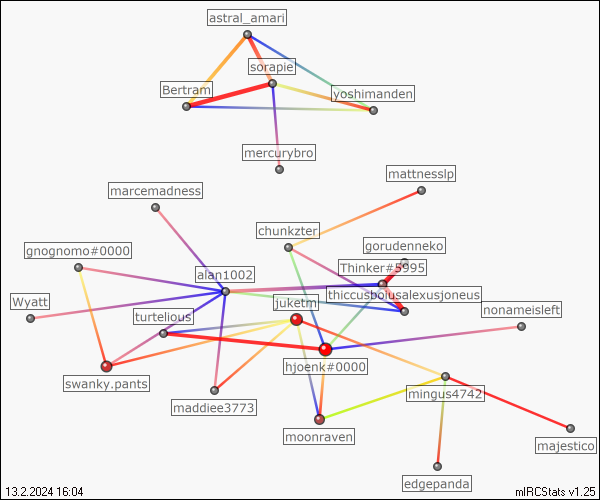 astral_amari
sorapie
Bertram
yoshimanden
mercurybro
mattnesslp
marcemadness
chunkzter
gorudenneko
gnognomo#0000
Thinker#5995
alan1002
thiccusboiusalexusjoneus
Wyatt
juketm
nonameisleft
turtelious
hjoenk#0000
swanky.pants
mingus4742
maddiee3773
moonraven
majestico
edgepanda
13.2.2024 16:04
mIRCStats v1.25